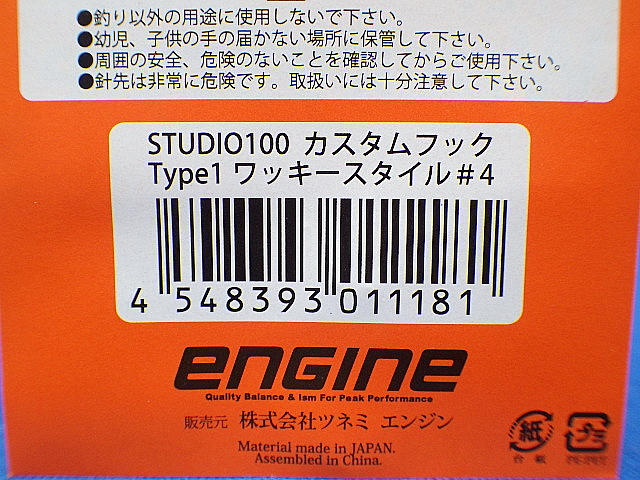 ●釣り以外の用途に使用しないで下さい。
●幼児、子供の手の届かない場所に保管して下さい。
●周囲の安全、危険のないことを確認してからご使用下さい。
●針先は非常に危険です。取扱いには十分注意して下さい。
STUDIO100 カスタムフック
Type1 ワッキースタイル#4
4 548393 011181
engine
Quality Balance & Ism For Peak Performance
販売元 株式会社ツネミ エンジン
Material made in JAPAN.
Assembled in China.
紙
プラミ
台 紙